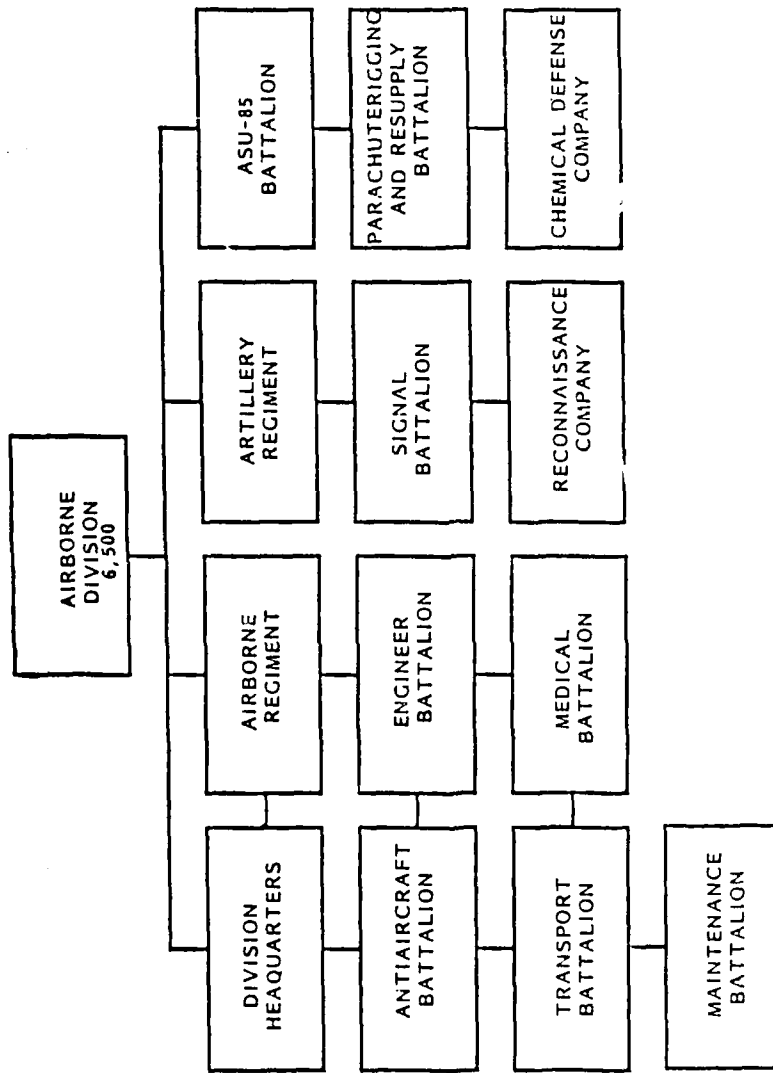 AIRBORNE
DIVISION
6,500
DIVISION
HEAQUARTERS
AIRBORNE
REGIMENT
ARTILLERY
REGIMENT
ASU-85
BATTALION
ANTIAIRCRAFT
BATTALION
ENGINEER
BATTALION
SIGNAL
BATTALION
PARACHUTERIGGING
AND RESUPPLY
BATTALION
TRANSPORT
BATTALION
MEDICAL
BATTALION
RECONNAISSANCE
COMPANY
CHEMICAL DEFENSE
COMPANY
MAINTENANCE
BATTALION